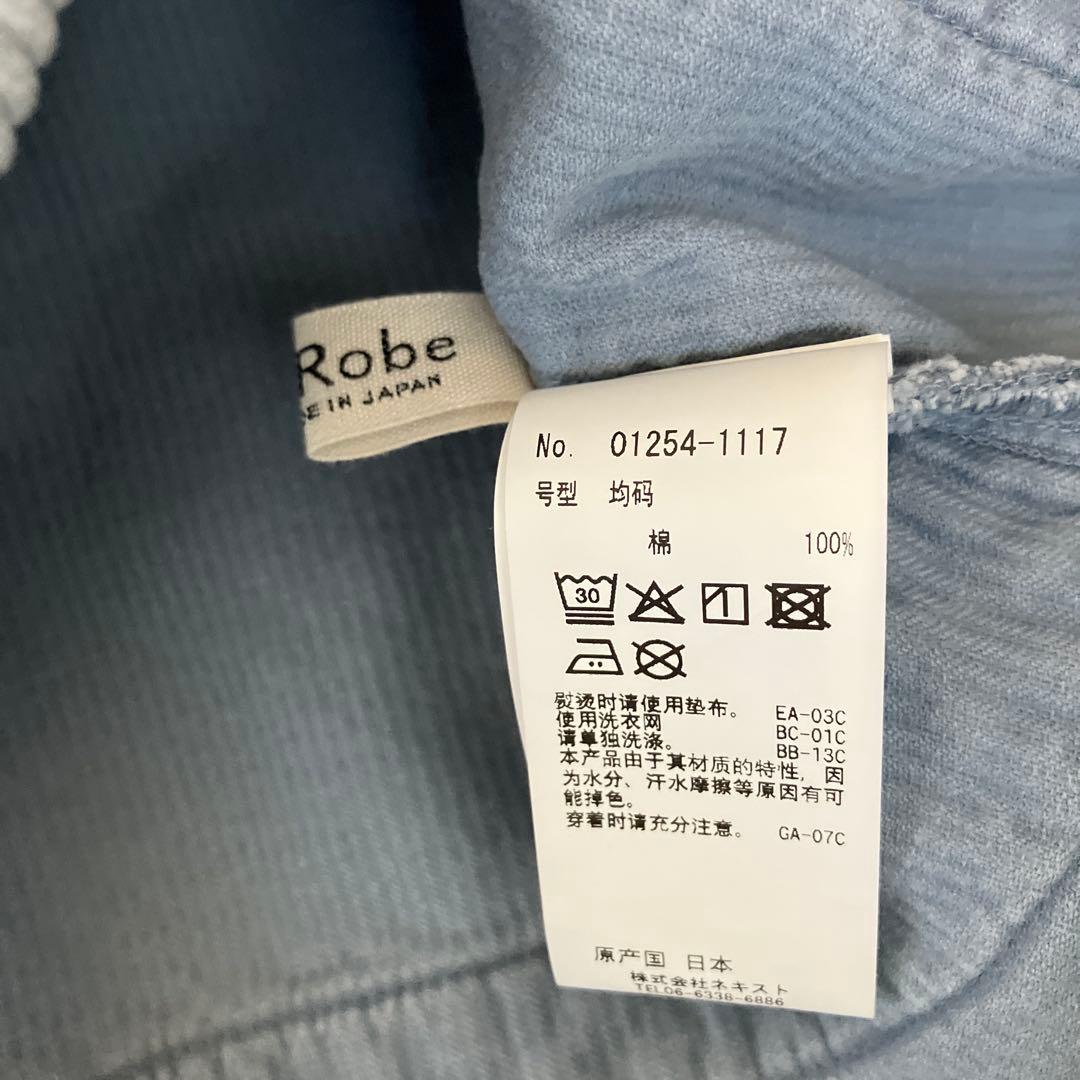 Robe
E IN JAPAN
No. 01254-1117
号型 均码
棉 100%
30
熨烫时请使用垫布。 EA-03C
使用洗衣网 BC-01C
请单独洗涤。 BB-13C
本产品由于其材质的特性，因
为水分、汗水摩擦等原因有可
能掉色。
穿着时请充分注意。 GA-07C
原产国 日本
株式会社ネキスト
TEL06-6338-6886